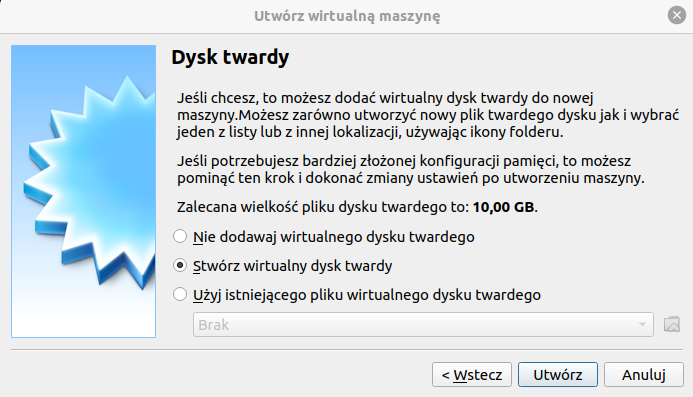 Utwórz wirtualną maszynę
Dysk twardy
Jeśli chcesz, to możesz dodać wirtualny dysk twardy do nowej
maszyny.Możesz zarówno utworzyć nowy plik twardego dysku jak i wybrać
jeden z listy lub z innej lokalizacji, używając ikony folderu.
Jeśli potrzebujesz bardziej złożonej konfiguracji pamięci, to możesz
pominąć ten krok i dokonać zmiany ustawień po utworzeniu maszyny.
Zalecana wielkość pliku dysku twardego to: 10,00 GB.
Nie dodawaj wirtualnego dysku twardego
Stwórz wirtualny dysk twardy
Użyj istniejącego pliku wirtualnego dysku twardego
Brak
< Wstecz Utwórz Anuluj